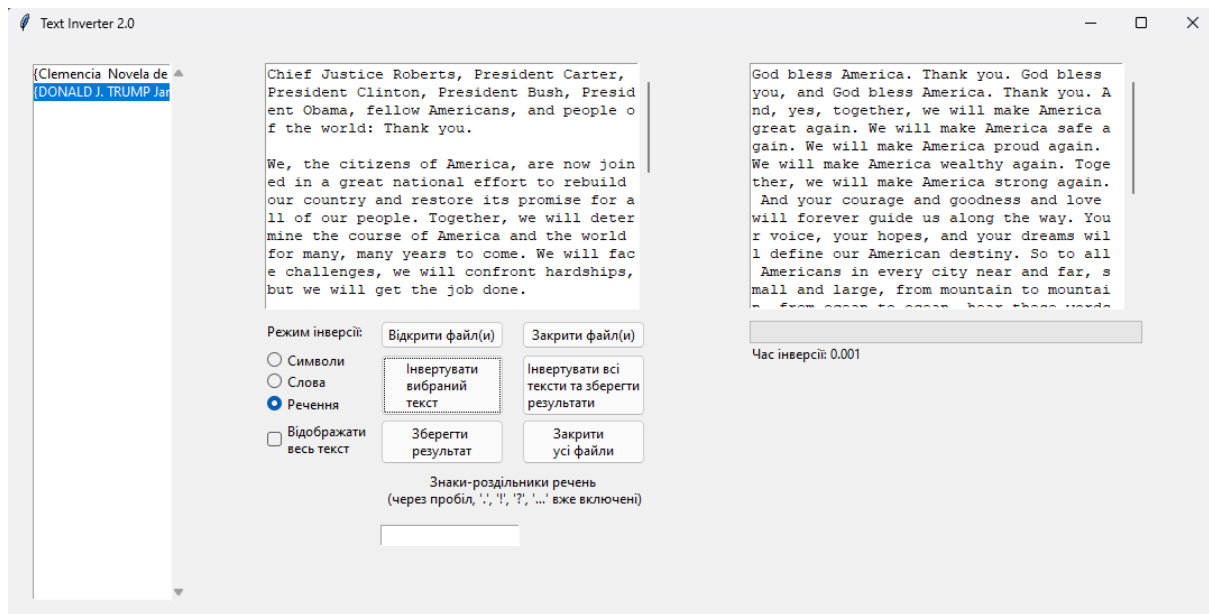 Text Inverter 2.0
{Clemencia  Novela de
{DONALD J. TRUMP Jar
Chief Justice Roberts, President Carter,
President Clinton, President Bush, Presid
ent Obama, fellow Americans, and people o
f the world: Thank you.
We, the citizens of America, are now join
ed in a great national effort to rebuild
our country and restore its promise for a
ll of our people. Together, we will deter
mine the course of America and the world
for many, many years to come. We will fac
e challenges, we will confront hardships,
but we will get the job done.
God bless America. Thank you. God bless
you, and God bless America. Thank you. A
nd, yes, together, we will make America
great again. We will make America safe a
gain. We will make America proud again.
We will make America wealthy again. Toge
ther, we will make America strong again.
And your courage and goodness and love
will forever guide us along the way. You
r voice, your hopes, and your dreams wil
l define our American destiny. So to all
Americans in every city near and far, s
mall and large, from mountain to mountai
n, from ocean to ocean, hear these words
Режим інверсії:
Символи
Слова
Речення
Відображати
весь текст
Відкрити файл(и)
Закрити файл(и)
Інвертувати
вибраний
текст
Інвертувати всі
тексти та зберегти
результати
Зберегти
результат
Закрити
усі файли
Знаки-роздільники речень
(через пробіл, '.', '!', '?', '...' вже включені)
Час інверсії: 0.001